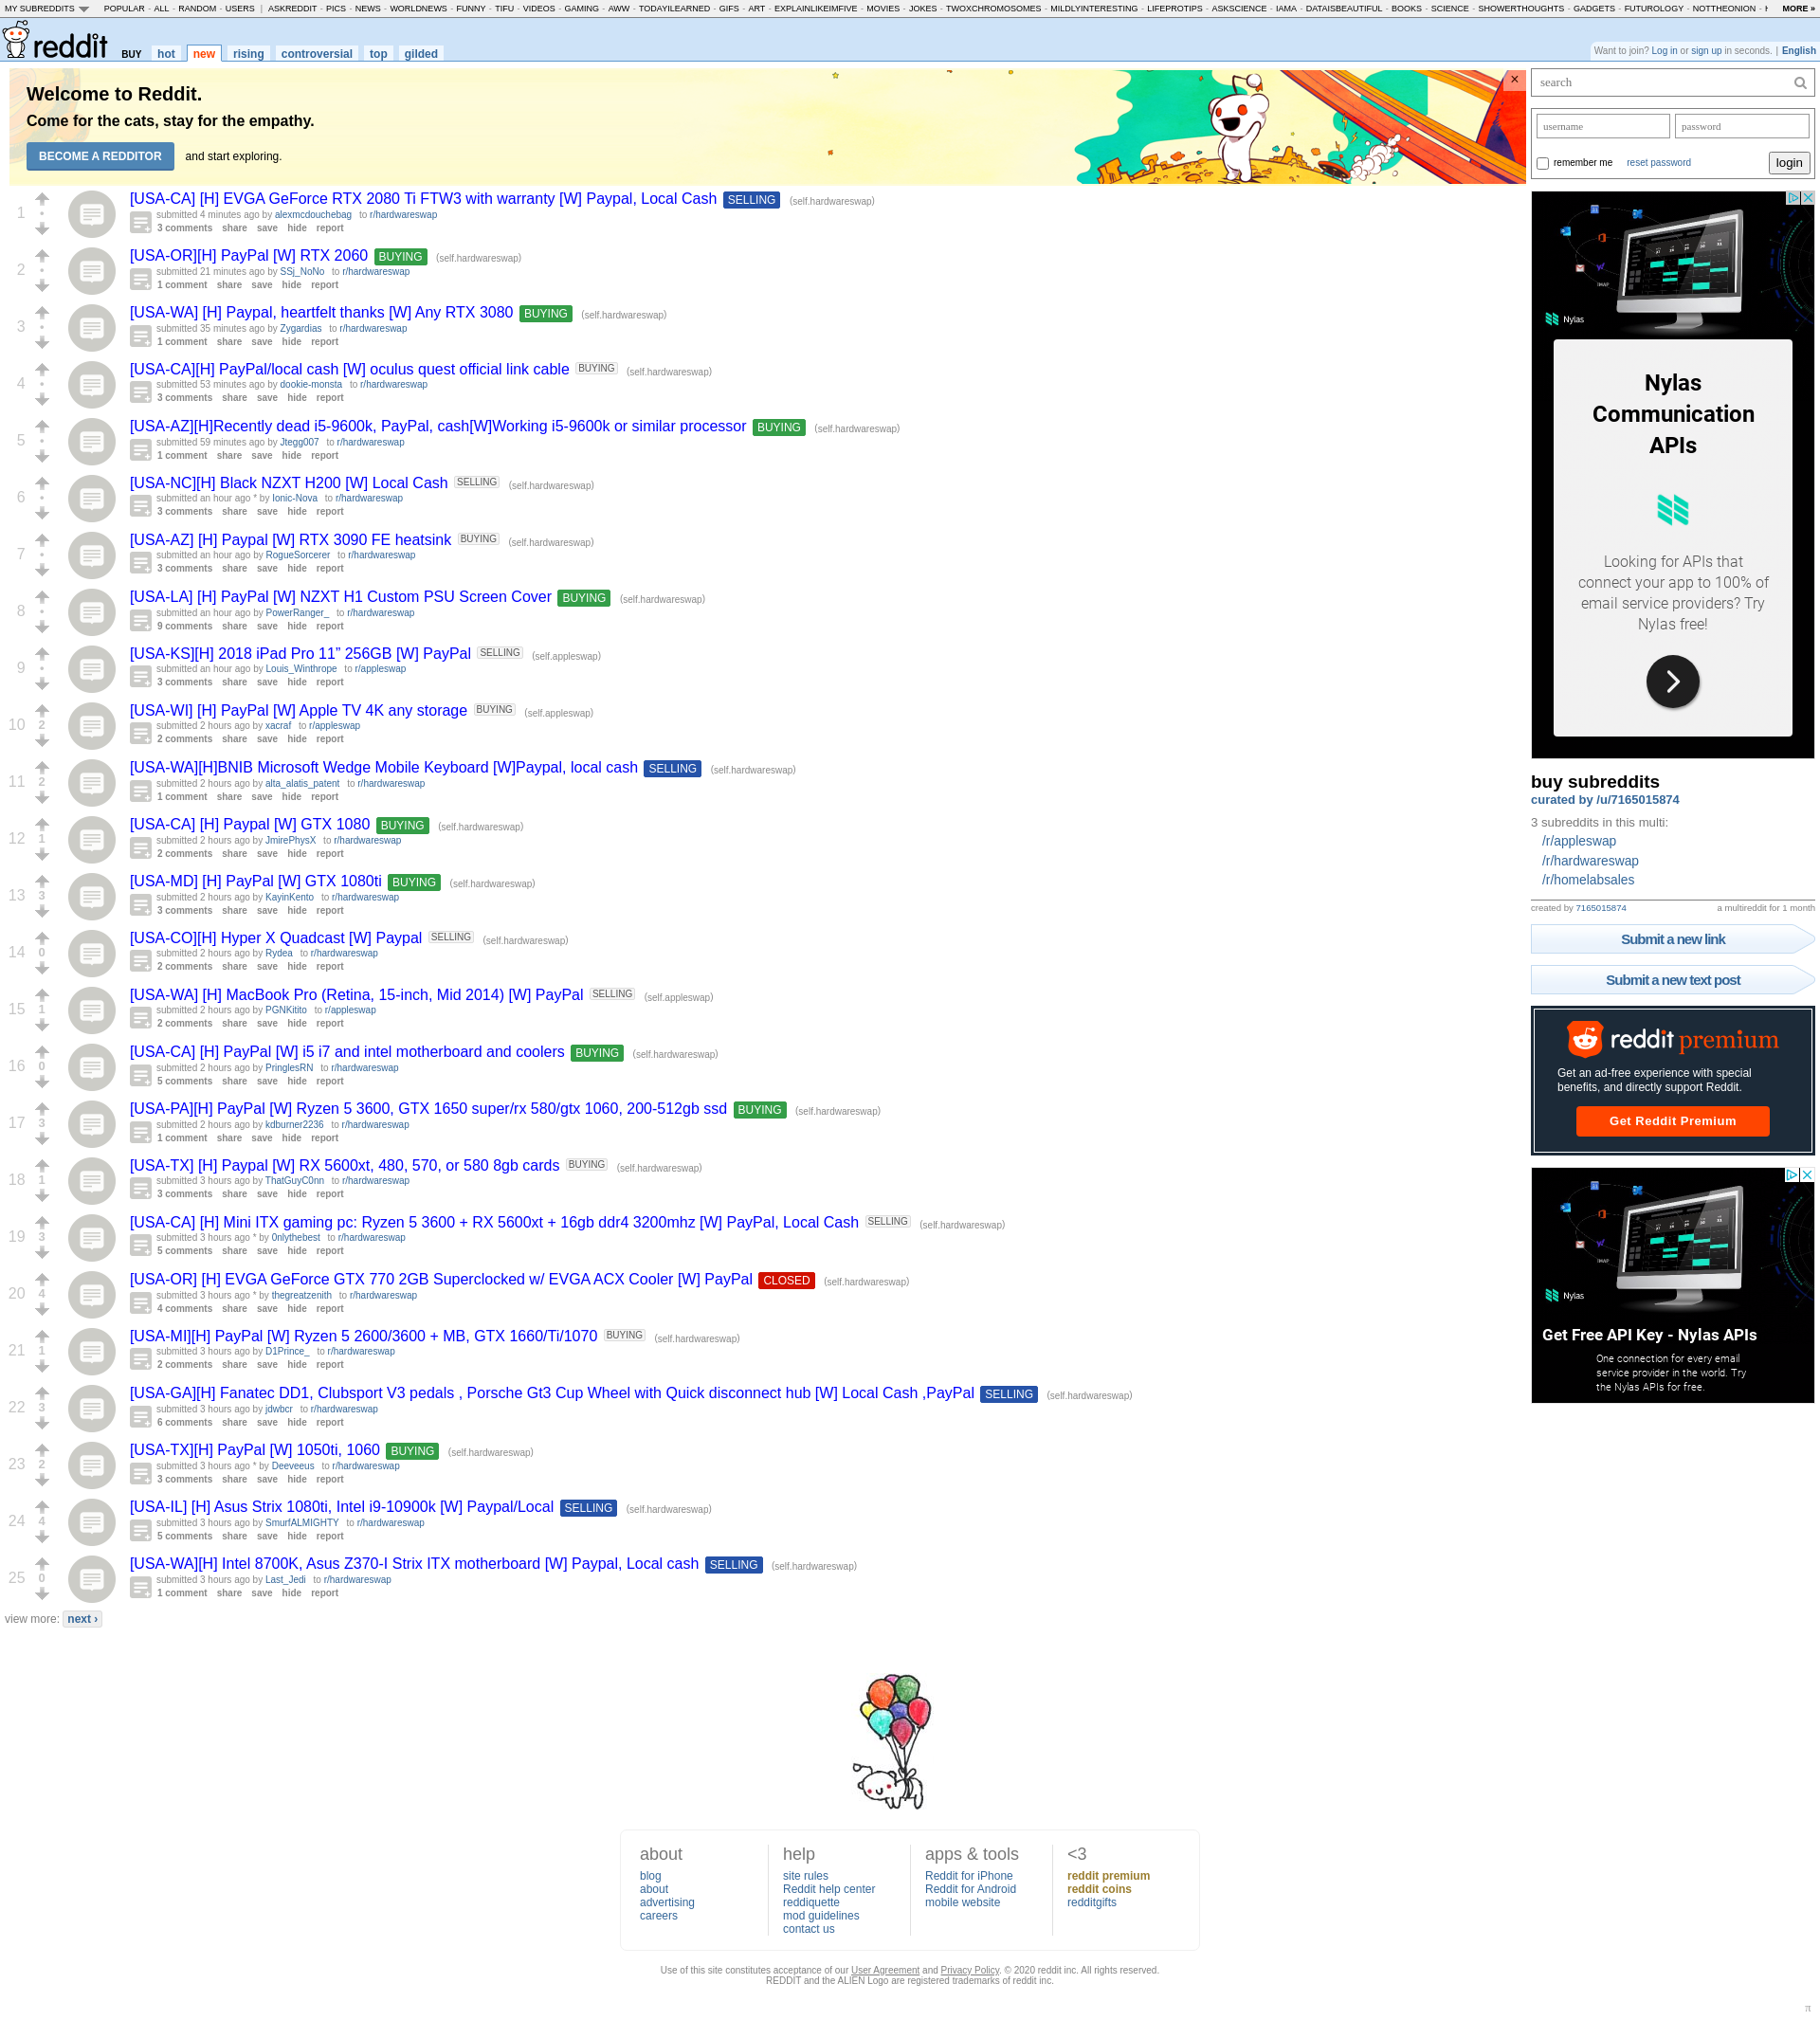 MY SUBREDDITS POPULAR - ALL - RANDOM - USERS | ASKREDDIT - PICS - NEWS - WORLDNEWS - FUNNY - TIFU - VIDEOS - GAMING - AWW - TODAYILEARNED - GIFS - ART - EXPLAINLIKEIMFIVE - MOVIES - JOKES - TWOXCHROMOSOMES - MILDLYINTERESTING - LIFEPROTIPS - ASKSCIENCE - IAMA - DATAISBEAUTIFUL - BOOKS - SCIENCE - SHOWERTHOUGHTS - GADGETS - FUTUROLOGY - NOTTHEONION - MORE »
reddit BUY hot new rising controversial top gilded
Want to join? Log in or sign up in seconds. | English
Welcome to Reddit.
Come for the cats, stay for the empathy.
BECOME A REDDITOR and start exploring.
×
1 [USA-CA] [H] EVGA GeForce RTX 2080 Ti FTW3 with warranty [W] Paypal, Local Cash SELLING (self.hardwareswap)
submitted 4 minutes ago by alexmcdouchebag to r/hardwareswap
3 comments share save hide report
2 [USA-OR][H] PayPal [W] RTX 2060 BUYING (self.hardwareswap)
submitted 21 minutes ago by SSj_NoNo to r/hardwareswap
1 comment share save hide report
3 [USA-WA] [H] Paypal, heartfelt thanks [W] Any RTX 3080 BUYING (self.hardwareswap)
submitted 35 minutes ago by Zygardias to r/hardwareswap
1 comment share save hide report
4 [USA-CA][H] PayPal/local cash [W] oculus quest official link cable BUYING (self.hardwareswap)
submitted 53 minutes ago by dookie-monsta to r/hardwareswap
3 comments share save hide report
5 [USA-AZ][H]Recently dead i5-9600k, PayPal, cash[W]Working i5-9600k or similar processor BUYING (self.hardwareswap)
submitted 59 minutes ago by Jtegg007 to r/hardwareswap
1 comment share save hide report
6 [USA-NC][H] Black NZXT H200 [W] Local Cash SELLING (self.hardwareswap)
submitted an hour ago * by Ionic-Nova to r/hardwareswap
3 comments share save hide report
7 [USA-AZ] [H] Paypal [W] RTX 3090 FE heatsink BUYING (self.hardwareswap)
submitted an hour ago by RogueSorcerer to r/hardwareswap
3 comments share save hide report
8 [USA-LA] [H] PayPal [W] NZXT H1 Custom PSU Screen Cover BUYING (self.hardwareswap)
submitted an hour ago by PowerRanger_ to r/hardwareswap
9 comments share save hide report
9 [USA-KS][H] 2018 iPad Pro 11” 256GB [W] PayPal SELLING (self.appleswap)
submitted an hour ago by Louis_Winthrope to r/appleswap
3 comments share save hide report
10 2 [USA-WI] [H] PayPal [W] Apple TV 4K any storage BUYING (self.appleswap)
submitted 2 hours ago by xacraf to r/appleswap
2 comments share save hide report
11 2 [USA-WA][H]BNIB Microsoft Wedge Mobile Keyboard [W]Paypal, local cash SELLING (self.hardwareswap)
submitted 2 hours ago by alta_alatis_patent to r/hardwareswap
1 comment share save hide report
12 1 [USA-CA] [H] Paypal [W] GTX 1080 BUYING (self.hardwareswap)
submitted 2 hours ago by JmirePhysX to r/hardwareswap
2 comments share save hide report
13 3 [USA-MD] [H] PayPal [W] GTX 1080ti BUYING (self.hardwareswap)
submitted 2 hours ago by KayinKento to r/hardwareswap
3 comments share save hide report
14 0 [USA-CO][H] Hyper X Quadcast [W] Paypal SELLING (self.hardwareswap)
submitted 2 hours ago by Rydea to r/hardwareswap
2 comments share save hide report
15 1 [USA-WA] [H] MacBook Pro (Retina, 15-inch, Mid 2014) [W] PayPal SELLING (self.appleswap)
submitted 2 hours ago by PGNKitito to r/appleswap
2 comments share save hide report
16 0 [USA-CA] [H] PayPal [W] i5 i7 and intel motherboard and coolers BUYING (self.hardwareswap)
submitted 2 hours ago by PringlesRN to r/hardwareswap
5 comments share save hide report
17 3 [USA-PA][H] PayPal [W] Ryzen 5 3600, GTX 1650 super/rx 580/gtx 1060, 200-512gb ssd BUYING (self.hardwareswap)
submitted 2 hours ago by kdburner2236 to r/hardwareswap
1 comment share save hide report
18 1 [USA-TX] [H] Paypal [W] RX 5600xt, 480, 570, or 580 8gb cards BUYING (self.hardwareswap)
submitted 3 hours ago by ThatGuyC0nn to r/hardwareswap
3 comments share save hide report
19 3 [USA-CA] [H] Mini ITX gaming pc: Ryzen 5 3600 + RX 5600xt + 16gb ddr4 3200mhz [W] PayPal, Local Cash SELLING (self.hardwareswap)
submitted 3 hours ago * by 0nlythebest to r/hardwareswap
5 comments share save hide report
20 4 [USA-OR] [H] EVGA GeForce GTX 770 2GB Superclocked w/ EVGA ACX Cooler [W] PayPal CLOSED (self.hardwareswap)
submitted 3 hours ago * by thegreatzenith to r/hardwareswap
4 comments share save hide report
21 1 [USA-MI][H] PayPal [W] Ryzen 5 2600/3600 + MB, GTX 1660/Ti/1070 BUYING (self.hardwareswap)
submitted 3 hours ago by D1Prince_ to r/hardwareswap
2 comments share save hide report
22 3 [USA-GA][H] Fanatec DD1, Clubsport V3 pedals , Porsche Gt3 Cup Wheel with Quick disconnect hub [W] Local Cash ,PayPal SELLING (self.hardwareswap)
submitted 3 hours ago by jdwbcr to r/hardwareswap
6 comments share save hide report
23 2 [USA-TX][H] PayPal [W] 1050ti, 1060 BUYING (self.hardwareswap)
submitted 3 hours ago * by Deeveeus to r/hardwareswap
3 comments share save hide report
24 4 [USA-IL] [H] Asus Strix 1080ti, Intel i9-10900k [W] Paypal/Local SELLING (self.hardwareswap)
submitted 3 hours ago by SmurfALMIGHTY to r/hardwareswap
5 comments share save hide report
25 0 [USA-WA][H] Intel 8700K, Asus Z370-I Strix ITX motherboard [W] Paypal, Local cash SELLING (self.hardwareswap)
submitted 3 hours ago by Last_Jedi to r/hardwareswap
1 comment share save hide report
view more: next ›
search
username password
remember me reset password login
Nylas
Nylas
Communication
APIs
Looking for APIs that
connect your app to 100% of
email service providers? Try
Nylas free!
buy subreddits
curated by /u/7165015874
3 subreddits in this multi:
/r/appleswap
/r/hardwareswap
/r/homelabsales
created by 7165015874 a multireddit for 1 month
Submit a new link
Submit a new text post
reddit premium
Get an ad-free experience with special
benefits, and directly support Reddit.
Get Reddit Premium
Nylas
Get Free API Key - Nylas APIs
One connection for every email
service provider in the world. Try
the Nylas APIs for free.
about
blog
about
advertising
careers
help
site rules
Reddit help center
reddiquette
mod guidelines
contact us
apps & tools
Reddit for iPhone
Reddit for Android
mobile website
<3
reddit premium
reddit coins
redditgifts
Use of this site constitutes acceptance of our User Agreement and Privacy Policy. © 2020 reddit inc. All rights reserved.
REDDIT and the ALIEN Logo are registered trademarks of reddit inc.
π